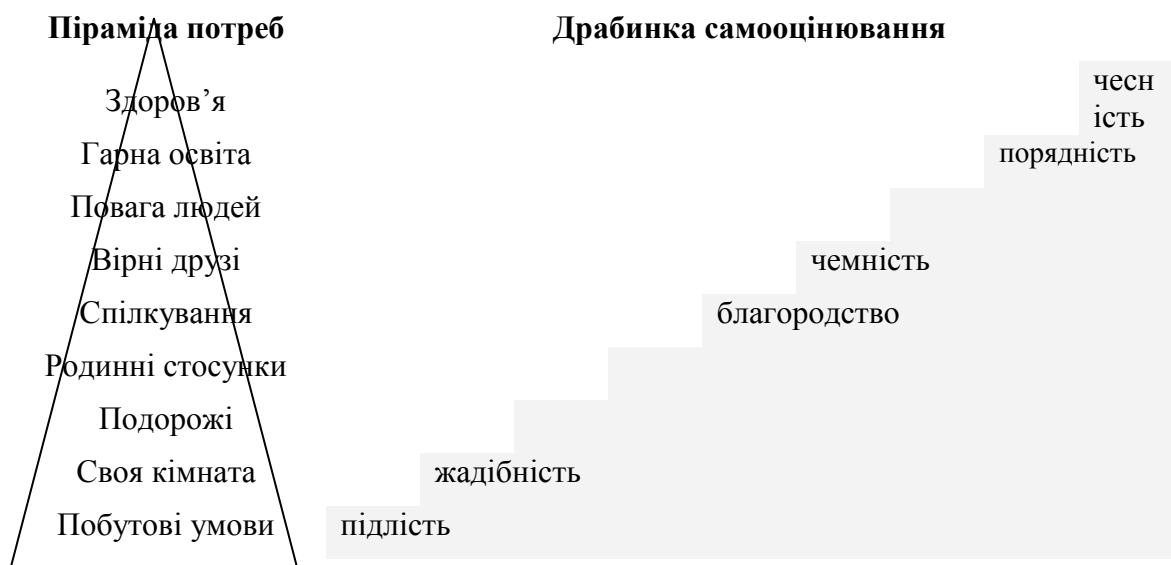 Піраміда потреб
Здоров’я
Гарна освіта
Повага людей
Вірні друзі
Спілкування
Родинні стосунки
Подорожі
Своя кімната
Побутові умови
Драбинка самооцінювання
чесн
ість
порядність
чемність
благородство
жадібність
підлість